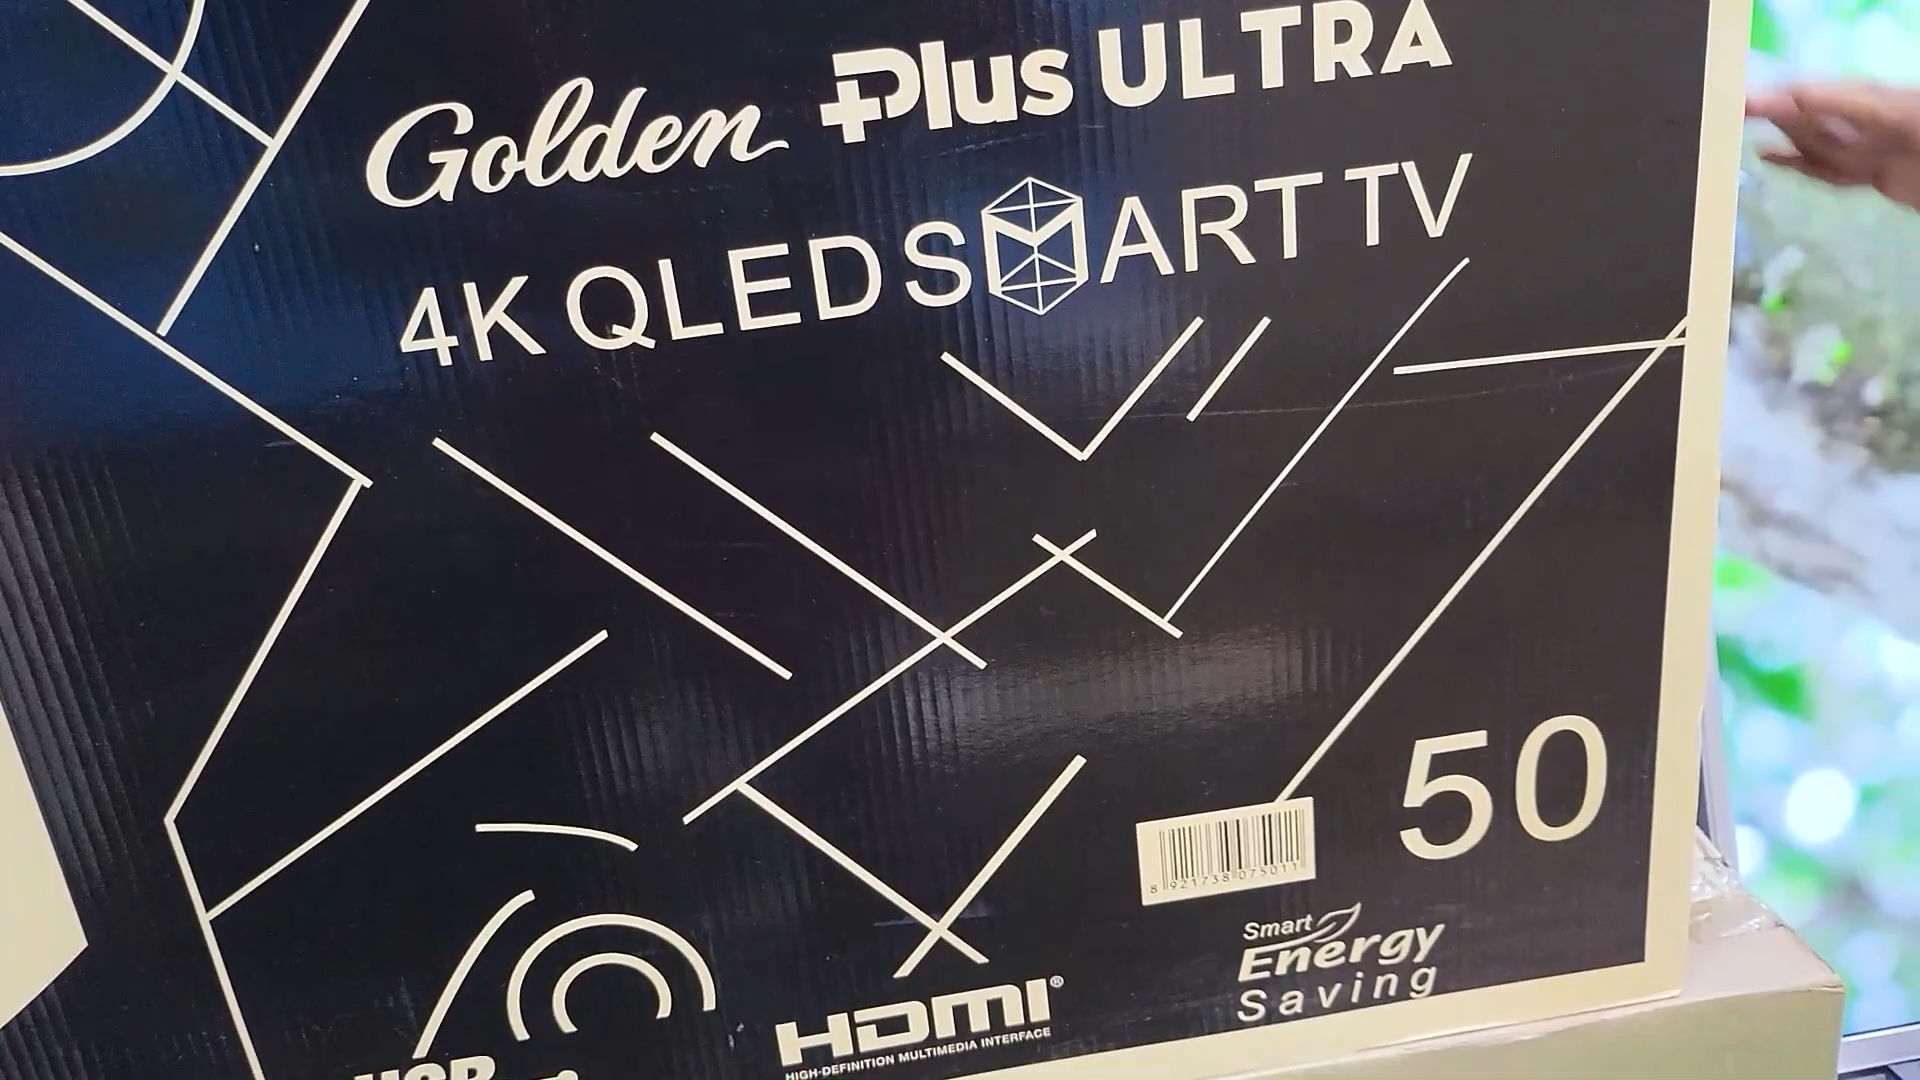 Golden Plus ULTRA
4K QLED SMART TV
50
8 921738 075011
Smart
Energy
Saving
HDMI®
HIGH-DEFINITION MULTIMEDIA INTERFACE
USB